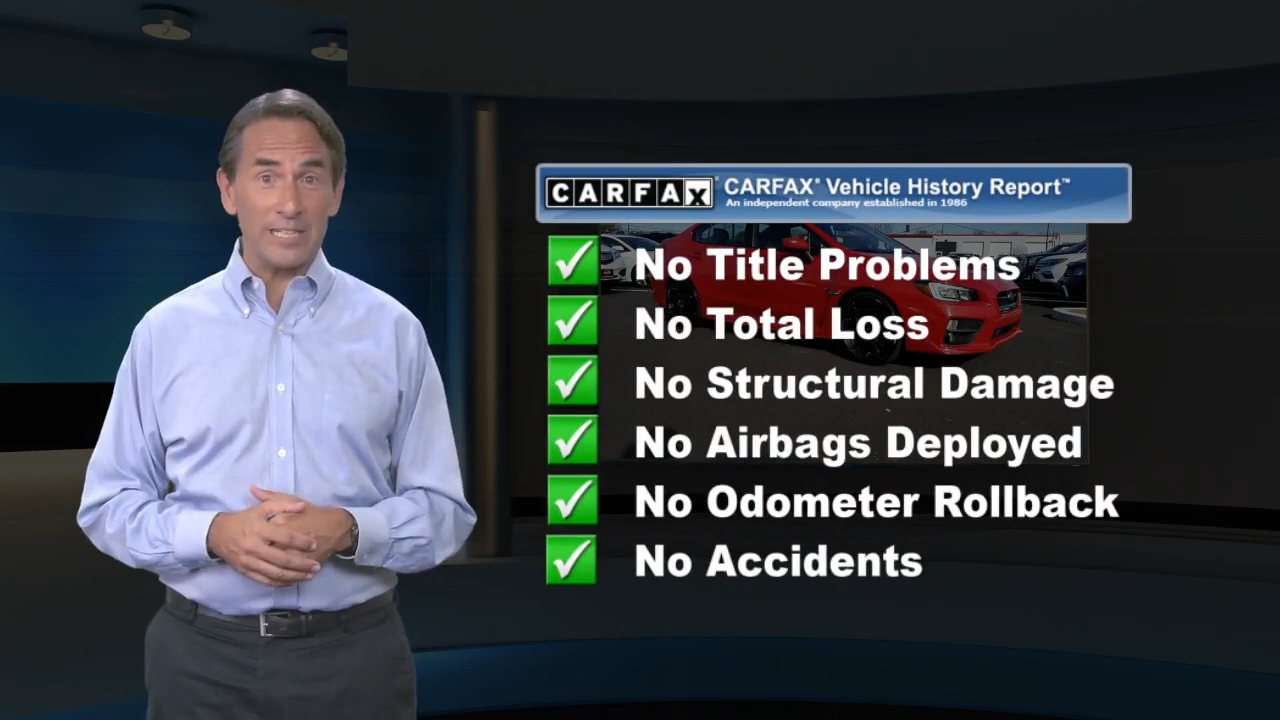 CARFAX
CARFAX® Vehicle History Report™
An independent company established in 1986
No Title Problems
No Total Loss
No Structural Damage
No Airbags Deployed
No Odometer Rollback
No Accidents